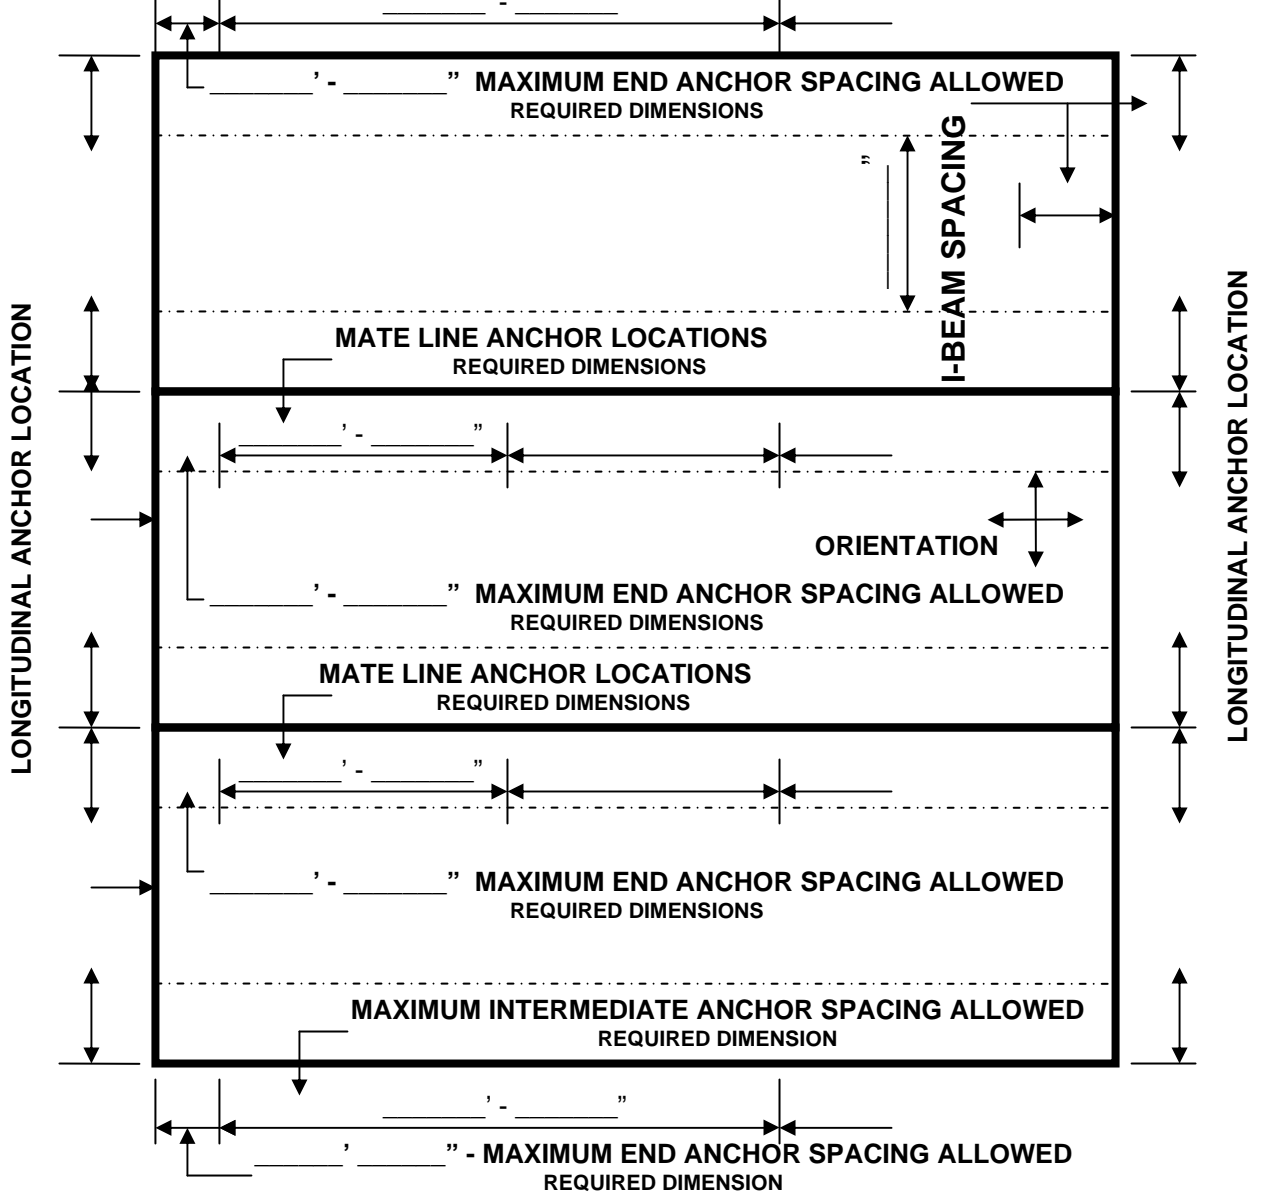 ________' - ________"
_______’ - _______” MAXIMUM END ANCHOR SPACING ALLOWED
REQUIRED DIMENSIONS
________”
I-BEAM SPACING
LONGITUDINAL ANCHOR LOCATION
LONGITUDINAL ANCHOR LOCATION
MATE LINE ANCHOR LOCATIONS
REQUIRED DIMENSIONS
_______’ - _______”
ORIENTATION
_______’ - _______” MAXIMUM END ANCHOR SPACING ALLOWED
REQUIRED DIMENSIONS
MATE LINE ANCHOR LOCATIONS
REQUIRED DIMENSIONS
_______’ - _______”
_______’ - _______” MAXIMUM END ANCHOR SPACING ALLOWED
REQUIRED DIMENSIONS
MAXIMUM INTERMEDIATE ANCHOR SPACING ALLOWED
REQUIRED DIMENSION
_______’ - _______”
______’ ______” - MAXIMUM END ANCHOR SPACING ALLOWED
REQUIRED DIMENSION